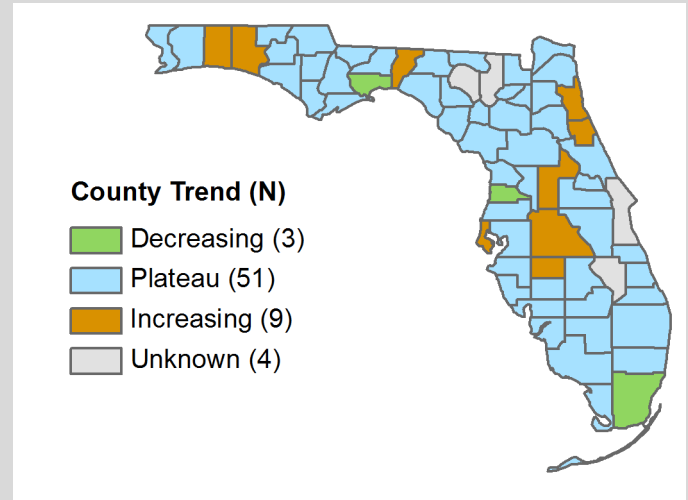 County Trend (N)
Decreasing (3)
Plateau (51)
Increasing (9)
Unknown (4)